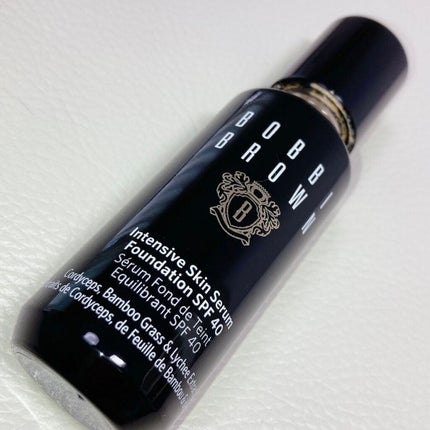 BOBBI
BROWN
B
Intensive Skin Serum
Foundation SPF 40
Sérum Fond de Teint
Equilibrant SPF 40
Cordyceps, Bamboo Grass & Lychee
de Cordyceps, de Feuille de Bambou